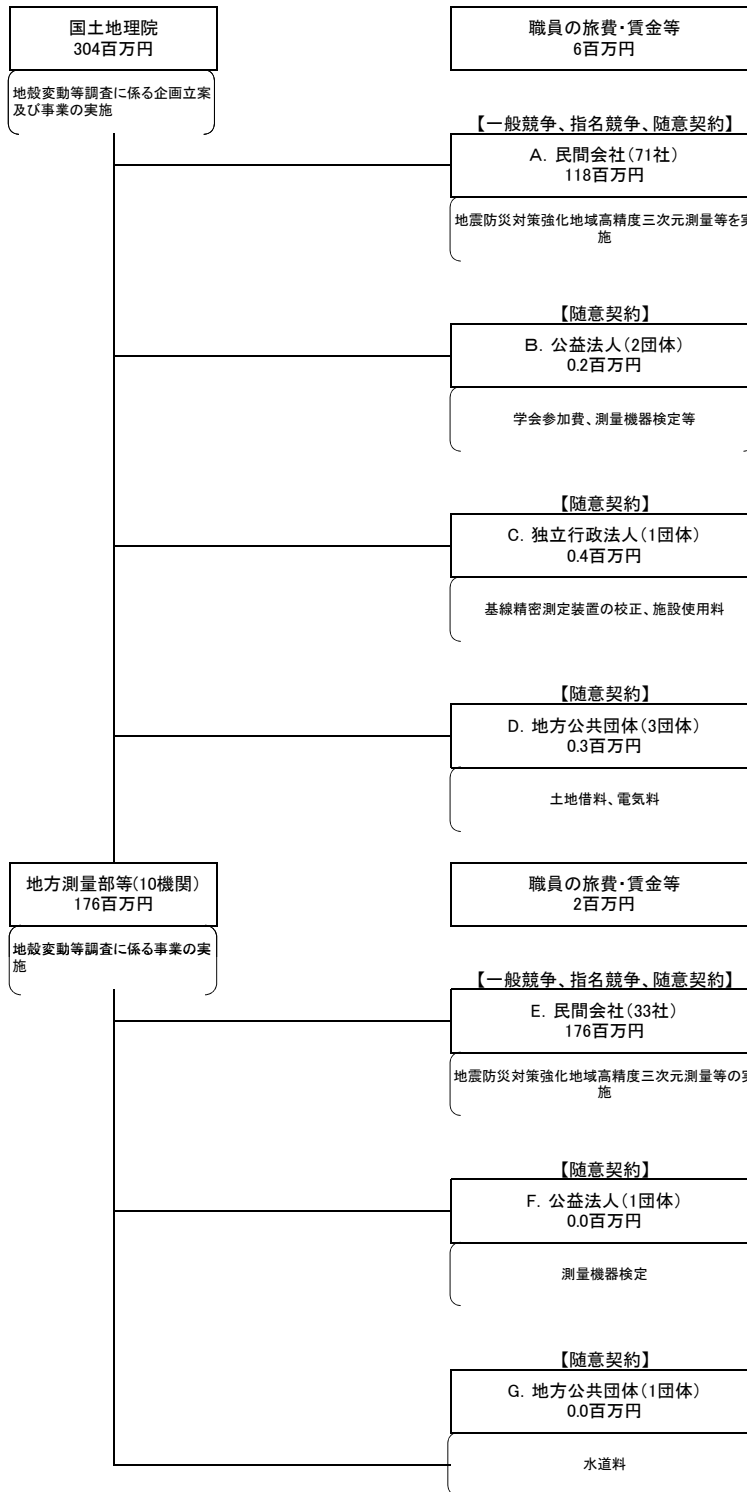 国土地理院
304百万円
職員の旅費・賃金等
6百万円
地殻変動等調査に係る企画立案
及び事業の実施
【一般競争、指名競争、随意契約】
A. 民間会社(71社)
118百万円
地震防災対策強化地域高精度三次元測量等を実
施
【随意契約】
B. 公益法人(2団体)
0.2百万円
学会参加費、測量機器検定等
【随意契約】
C. 独立行政法人(1団体)
0.4百万円
基線精密測定装置の校正、施設使用料
【随意契約】
D. 地方公共団体(3団体)
0.3百万円
土地借料、電気料
地方測量部等(10機関)
176百万円
職員の旅費・賃金等
2百万円
地殻変動等調査に係る事業の実
施
【一般競争、指名競争、随意契約】
E. 民間会社(33社)
176百万円
地震防災対策強化地域高精度三次元測量等の実
施
【随意契約】
F. 公益法人(1団体)
0.0百万円
測量機器検定
【随意契約】
G. 地方公共団体(1団体)
0.0百万円
水道料